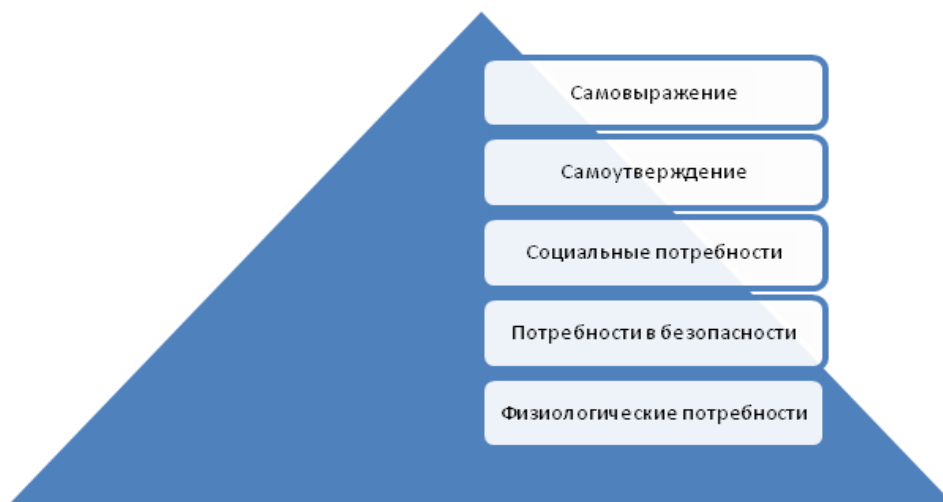 Самовыражение
Самоутверждение
Социальные потребности
Потребности в безопасности
Физиологические потребности